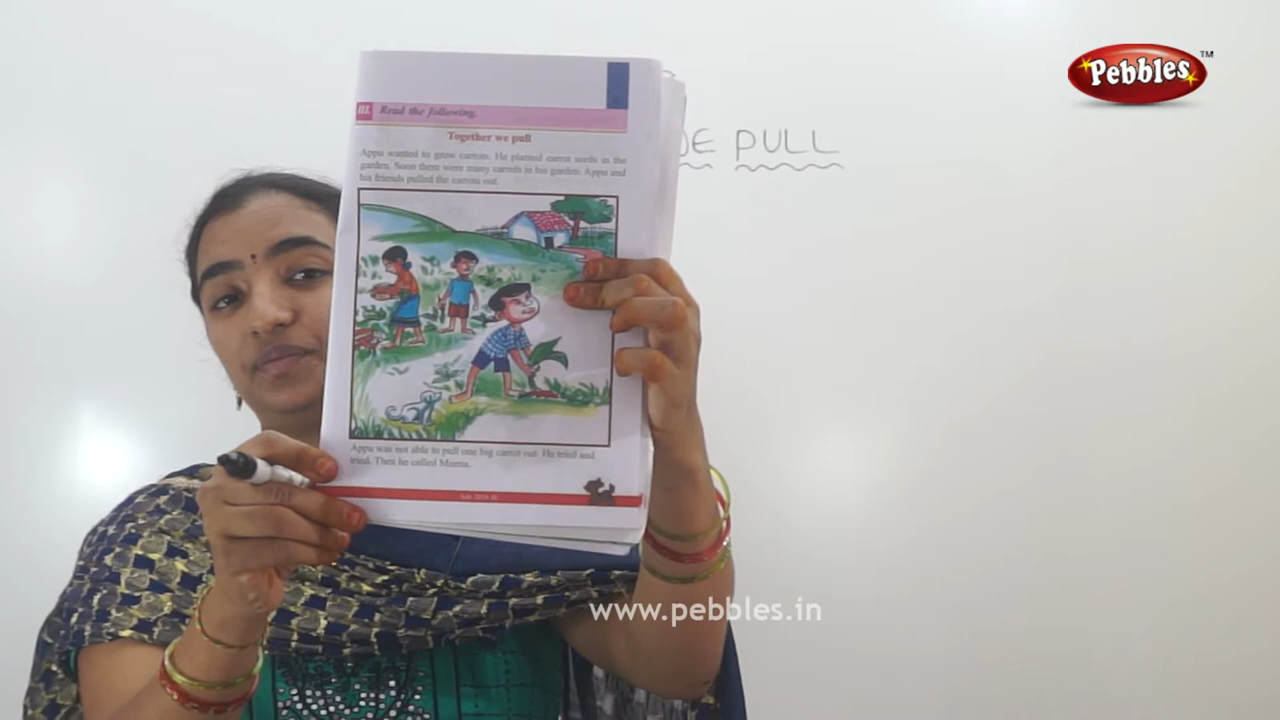 Pebbles™
WE PULL
III. Read the following.
Together we pull
Appu wanted to grow carrots. He planted carrot seeds in the
garden. Soon there were many carrots in his garden. Appu and
his friends pulled the carrots out.
Appu was not able to pull one big carrot out. He tried and
tried. Then he called Meena.
www.pebbles.in